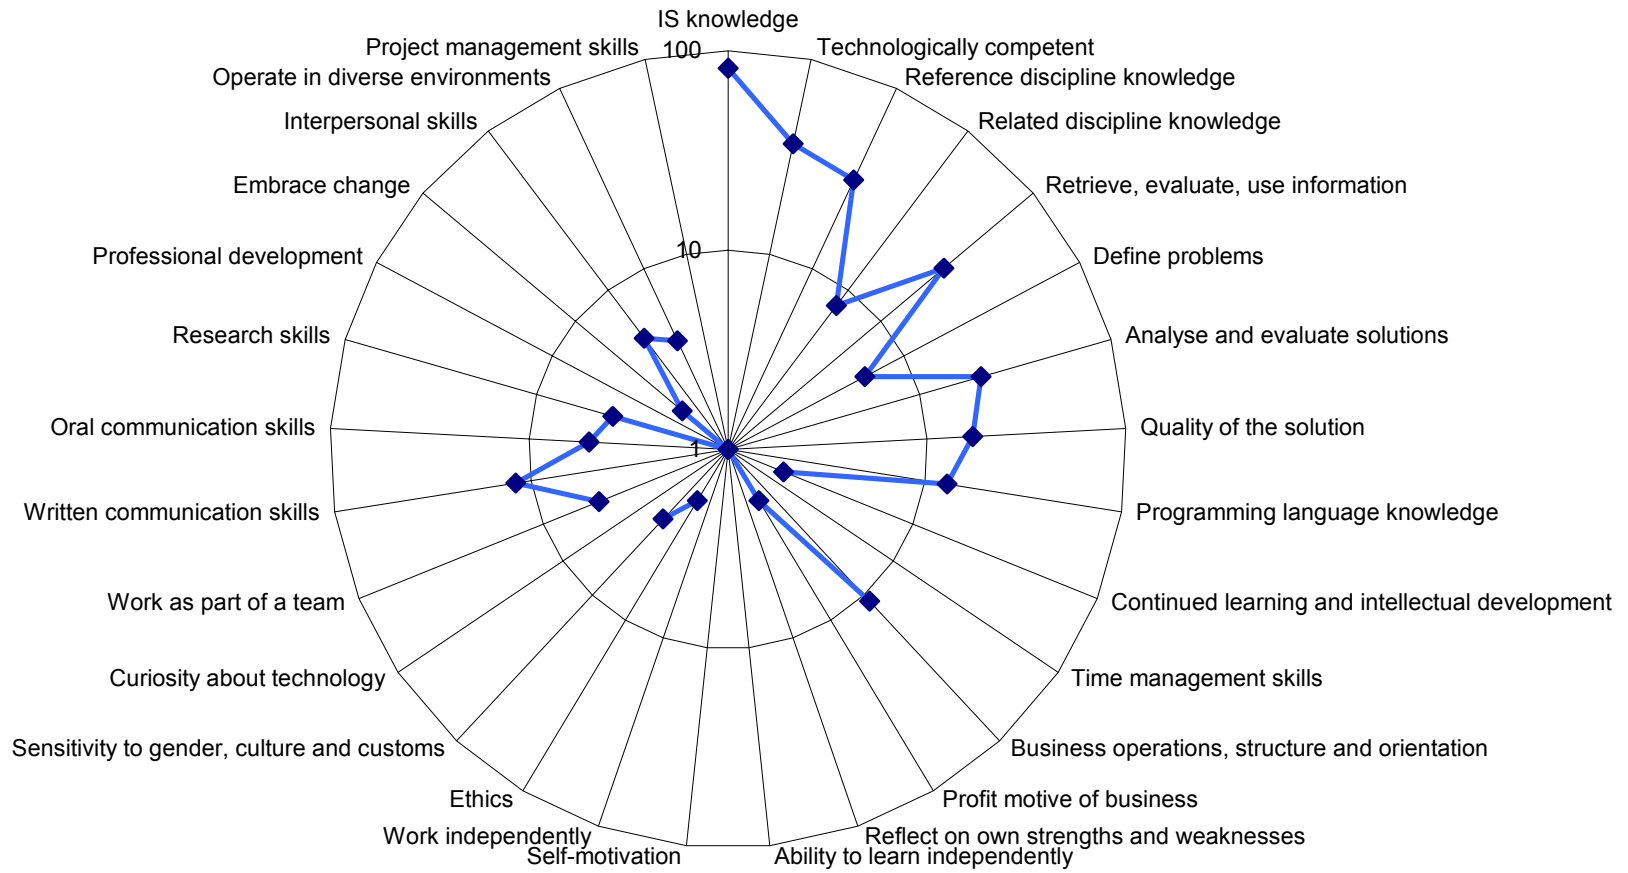 IS knowledge
Project management skills
100
Technologically competent
Operate in diverse environments
Reference discipline knowledge
Interpersonal skills
Related discipline knowledge
Embrace change
Retrieve, evaluate, use information
Professional development
10
Define problems
Research skills
Analyse and evaluate solutions
Oral communication skills
Quality of the solution
1
Written communication skills
Programming language knowledge
Work as part of a team
Continued learning and intellectual development
Curiosity about technology
Time management skills
Sensitivity to gender, culture and customs
Business operations, structure and orientation
Ethics
Profit motive of business
Work independently
Reflect on own strengths and weaknesses
Self-motivation
Ability to learn independently